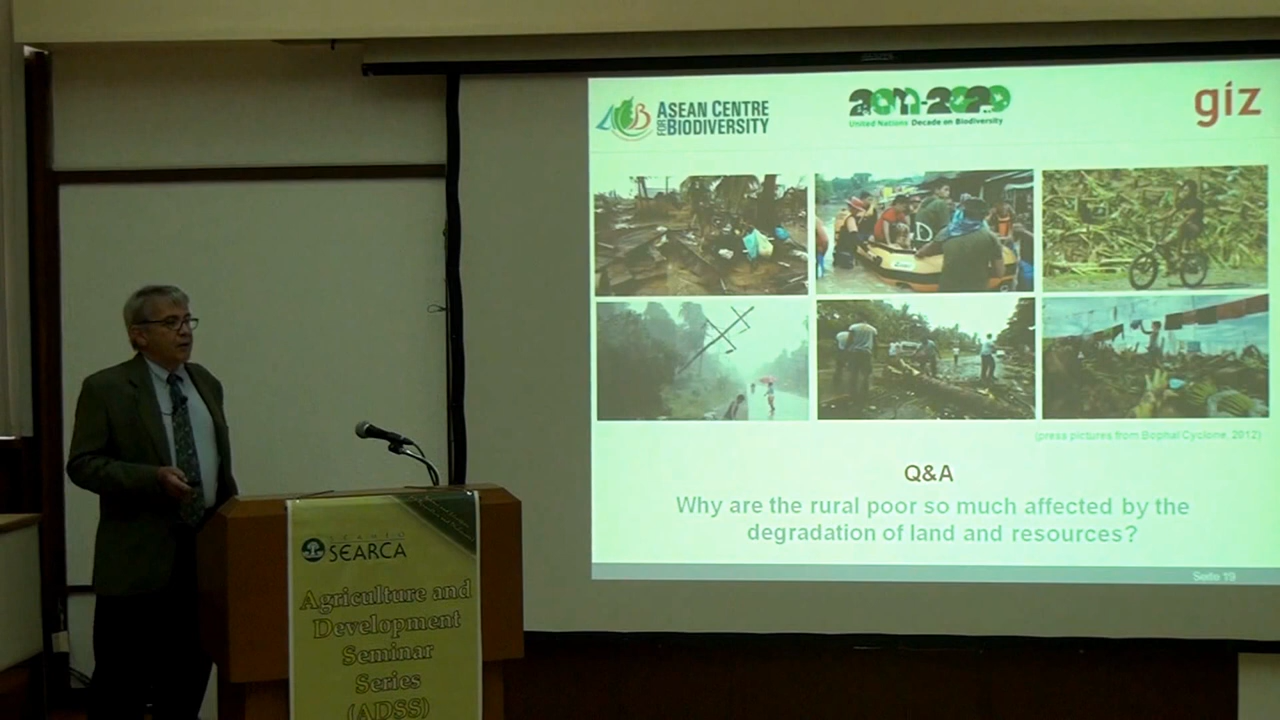 ASEAN CENTRE
FOR BIODIVERSITY
2011-2020
United Nations Decade on Biodiversity
giz
(press pictures from Bophal Cyclone, 2012)
Q&A
Why are the rural poor so much affected by the
degradation of land and resources?
Seite 19
SEARCA
Agriculture and
Development
Seminar
Series
(ADSS)